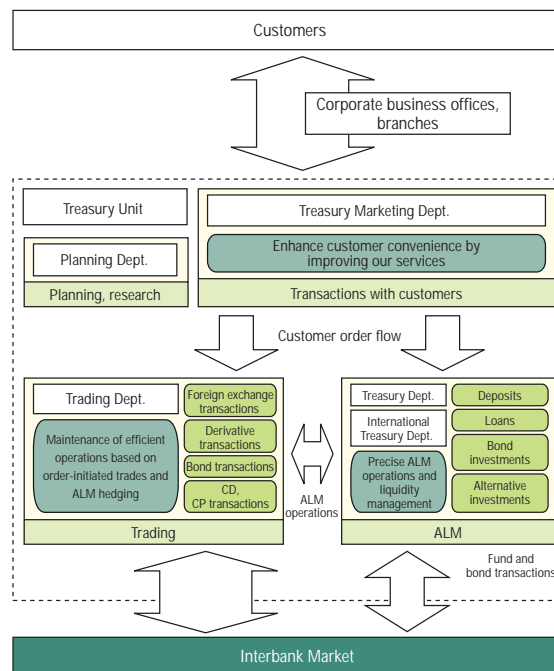 Customers
Corporate business offices,
branches
Treasury Unit
Planning Dept.
Planning, research
Treasury Marketing Dept.
Enhance customer convenience by
improving our services
Transactions with customers
Customer order flow
Trading Dept.
Maintenance of efficient
operations based on
order-initiated trades and
ALM hedging
Foreign exchange
transactions
Derivative
transactions
Bond transactions
CD,
CP transactions
Trading
ALM
operations
Treasury Dept.
International
Treasury Dept.
Precise ALM
operations and
liquidity
management
Deposits
Loans
Bond
investments
Alternative
investments
ALM
Fund and
bond transactions
Interbank Market